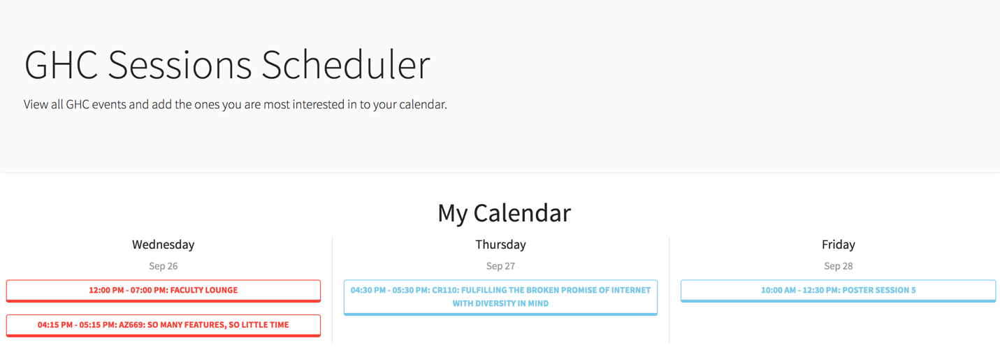 GHC Sessions Scheduler
View all GHC events and add the ones you are most interested in to your calendar.
My Calendar
Wednesday
Sep 26
12:00 PM - 07:00 PM: FACULTY LOUNGE
04:15 PM - 05:15 PM: AZ669: SO MANY FEATURES, SO LITTLE TIME
Thursday
Sep 27
04:30 PM - 05:30 PM: CR110: FULFILLING THE BROKEN PROMISE OF INTERNET
WITH DIVERSITY IN MIND
Friday
Sep 28
10:00 AM - 12:30 PM: POSTER SESSION 5